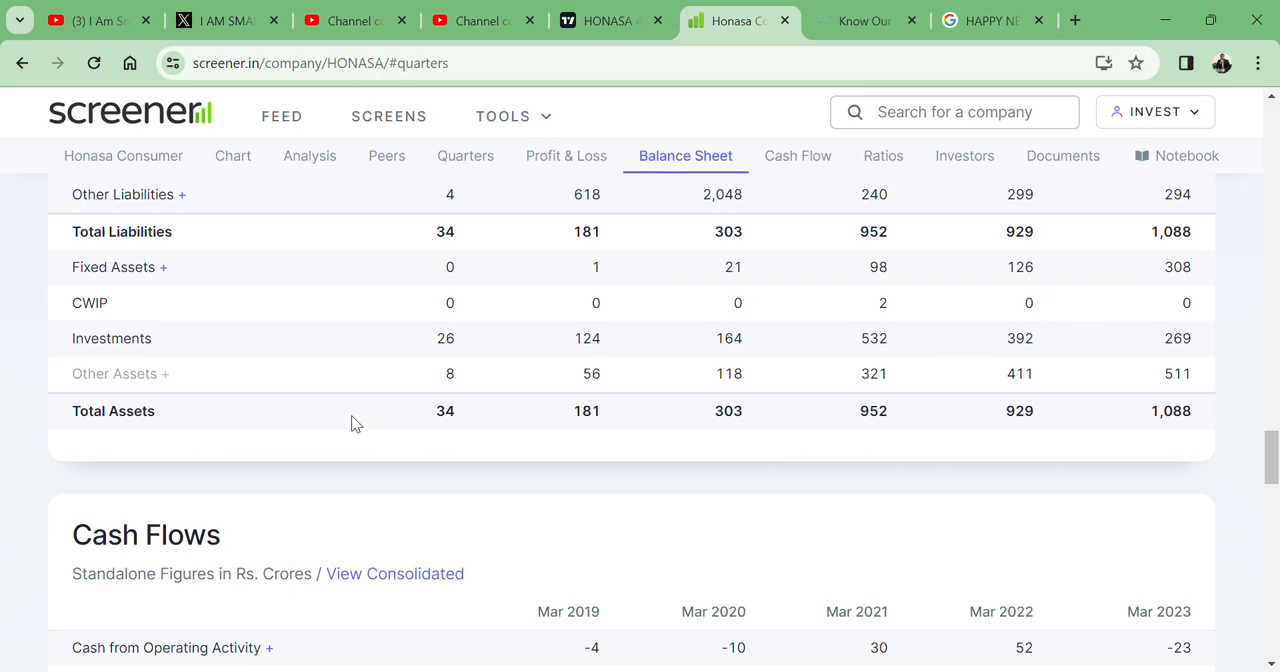 (3) I Am Sn
I AM SMA
Channel c
Channel c
HONASA 4
Honasa Co
Know Our
HAPPY NE
screener.in/company/HONASA/#quarters
screener
FEED
SCREENS
TOOLS
Search for a company
INVEST
Honasa Consumer
Chart
Analysis
Peers
Quarters
Profit & Loss
Balance Sheet
Cash Flow
Ratios
Investors
Documents
Notebook
Other Liabilities + 4 618 2,048 240 299 294
Total Liabilities 34 181 303 952 929 1,088
Fixed Assets + 0 1 21 98 126 308
CWIP 0 0 0 2 0 0
Investments 26 124 164 532 392 269
Other Assets + 8 56 118 321 411 511
Total Assets 34 181 303 952 929 1,088
Cash Flows
Standalone Figures in Rs. Crores / View Consolidated
Mar 2019 Mar 2020 Mar 2021 Mar 2022 Mar 2023
Cash from Operating Activity + -4 -10 30 52 -23